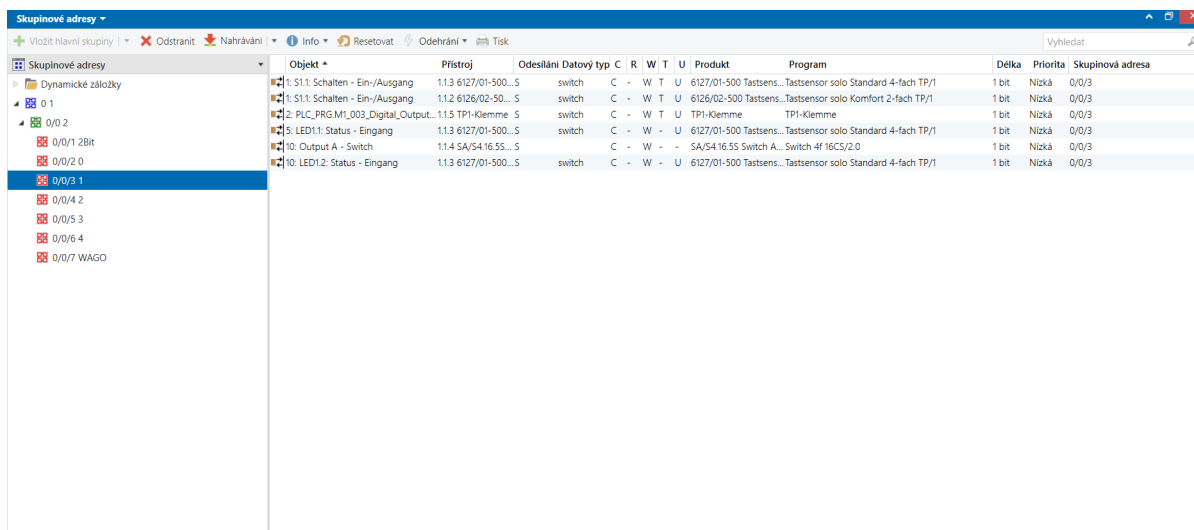 Skupinové adresy
Vložit hlavní skupiny Odstranit Nahrávání Info Resetovat Odehrání Tisk Vyhledat
Skupinové adresy
Dynamické záložky
0 1
0/0 2
0/0/1 2Bit
0/0/2 0
0/0/3 1
0/0/4 2
0/0/5 3
0/0/6 4
0/0/7 WAGO
Objekt Přístroj Odesílání Datový typ C R W T U Produkt Program Délka Priorita Skupinová adresa
1: S1.1: Schalten - Ein-/Ausgang 1.1.3 6127/01-500... S switch C - W T U 6127/01-500 Tastsens... Tastsensor solo Standard 4-fach TP/1 1 bit Nízká 0/0/3
1: S1.1: Schalten - Ein-/Ausgang 1.1.2 6126/02-50... S switch C - W T U 6126/02-500 Tastsens... Tastsensor solo Komfort 2-fach TP/1 1 bit Nízká 0/0/3
2: PLC_PRG.M1_003_Digital_Output... 1.1.5 TP1-Klemme S switch C - W T U TP1-Klemme TP1-Klemme 1 bit Nízká 0/0/3
5: LED1.1: Status - Eingang 1.1.3 6127/01-500... S switch C - W - U 6127/01-500 Tastsens... Tastsensor solo Standard 4-fach TP/1 1 bit Nízká 0/0/3
10: Output A - Switch 1.1.4 SA/S4.16.5S... S C - W - - SA/S4.16.5S Switch A... Switch 4f 16CS/2.0 1 bit Nízká 0/0/3
10: LED1.2: Status - Eingang 1.1.3 6127/01-500... S switch C - W - U 6127/01-500 Tastsens... Tastsensor solo Standard 4-fach TP/1 1 bit Nízká 0/0/3